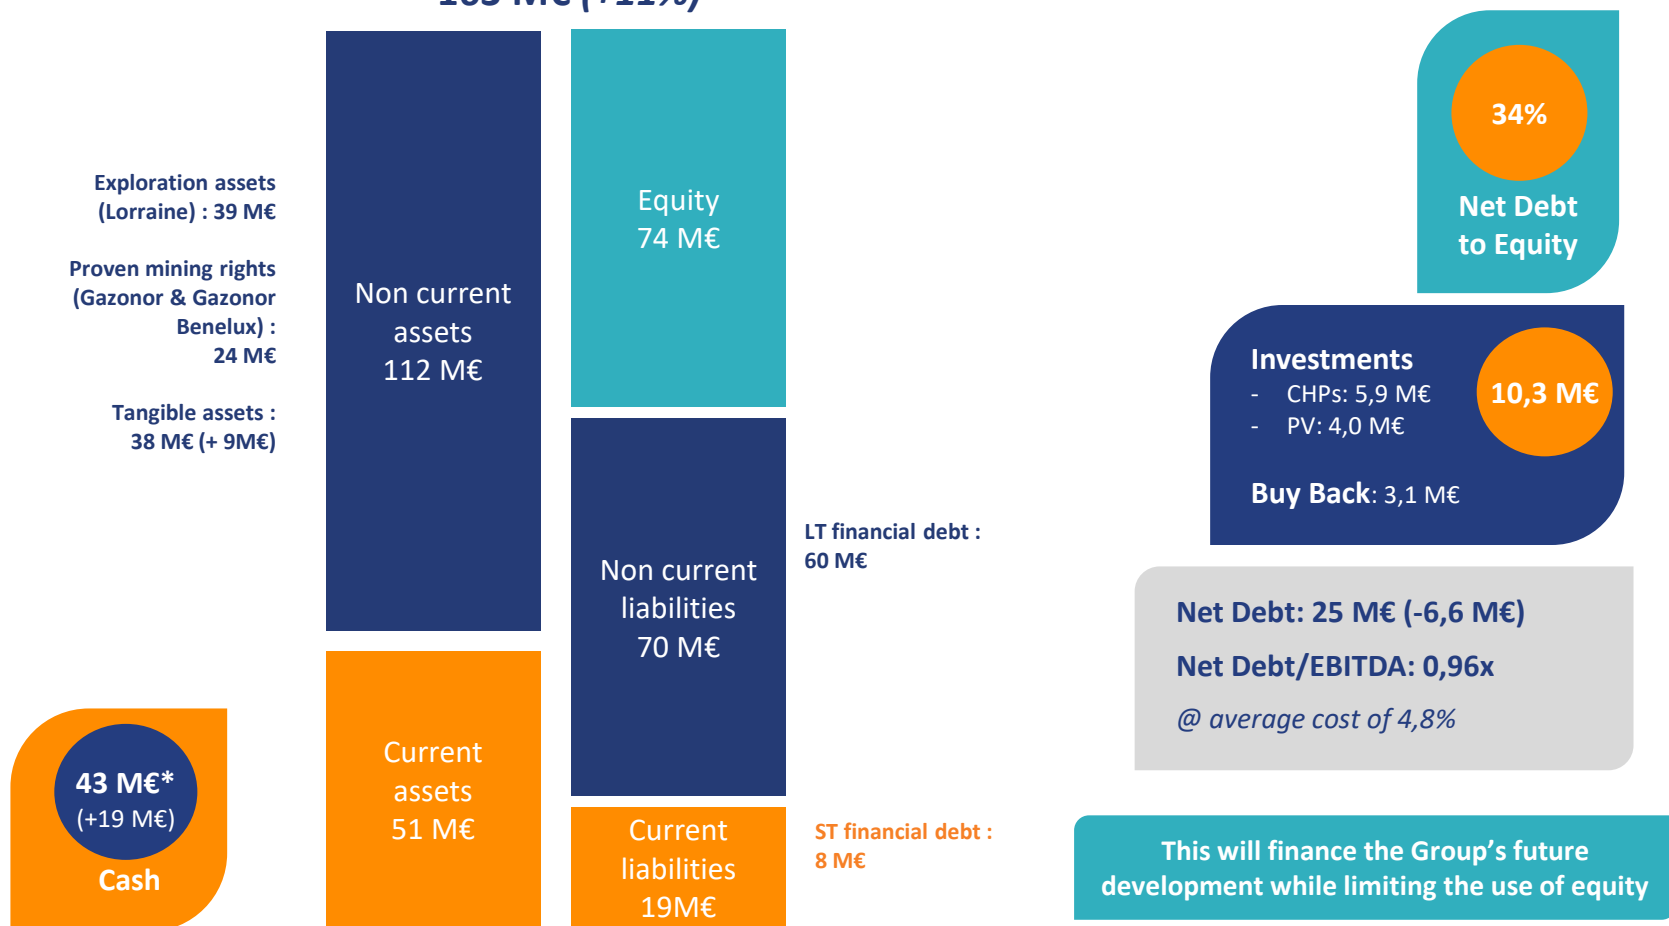 163 M€ (+11%)
Exploration assets
(Lorraine) : 39 M€
Proven mining rights
(Gazonor & Gazonor
Benelux) :
24 M€
Tangible assets :
38 M€ (+ 9M€)
43 M€*
(+19 M€)
Cash
Non current
assets
112 M€
Current
assets
51 M€
Equity
74 M€
Non current
liabilities
70 M€
Current
liabilities
19M€
LT financial debt :
60 M€
ST financial debt :
8 M€
34%
Net Debt
to Equity
Investments
- CHPs: 5,9 M€
- PV: 4,0 M€
10,3 M€
Buy Back: 3,1 M€
Net Debt: 25 M€ (-6,6 M€)
Net Debt/EBITDA: 0,96x
@ average cost of 4,8%
This will finance the Group’s future
development while limiting the use of equity